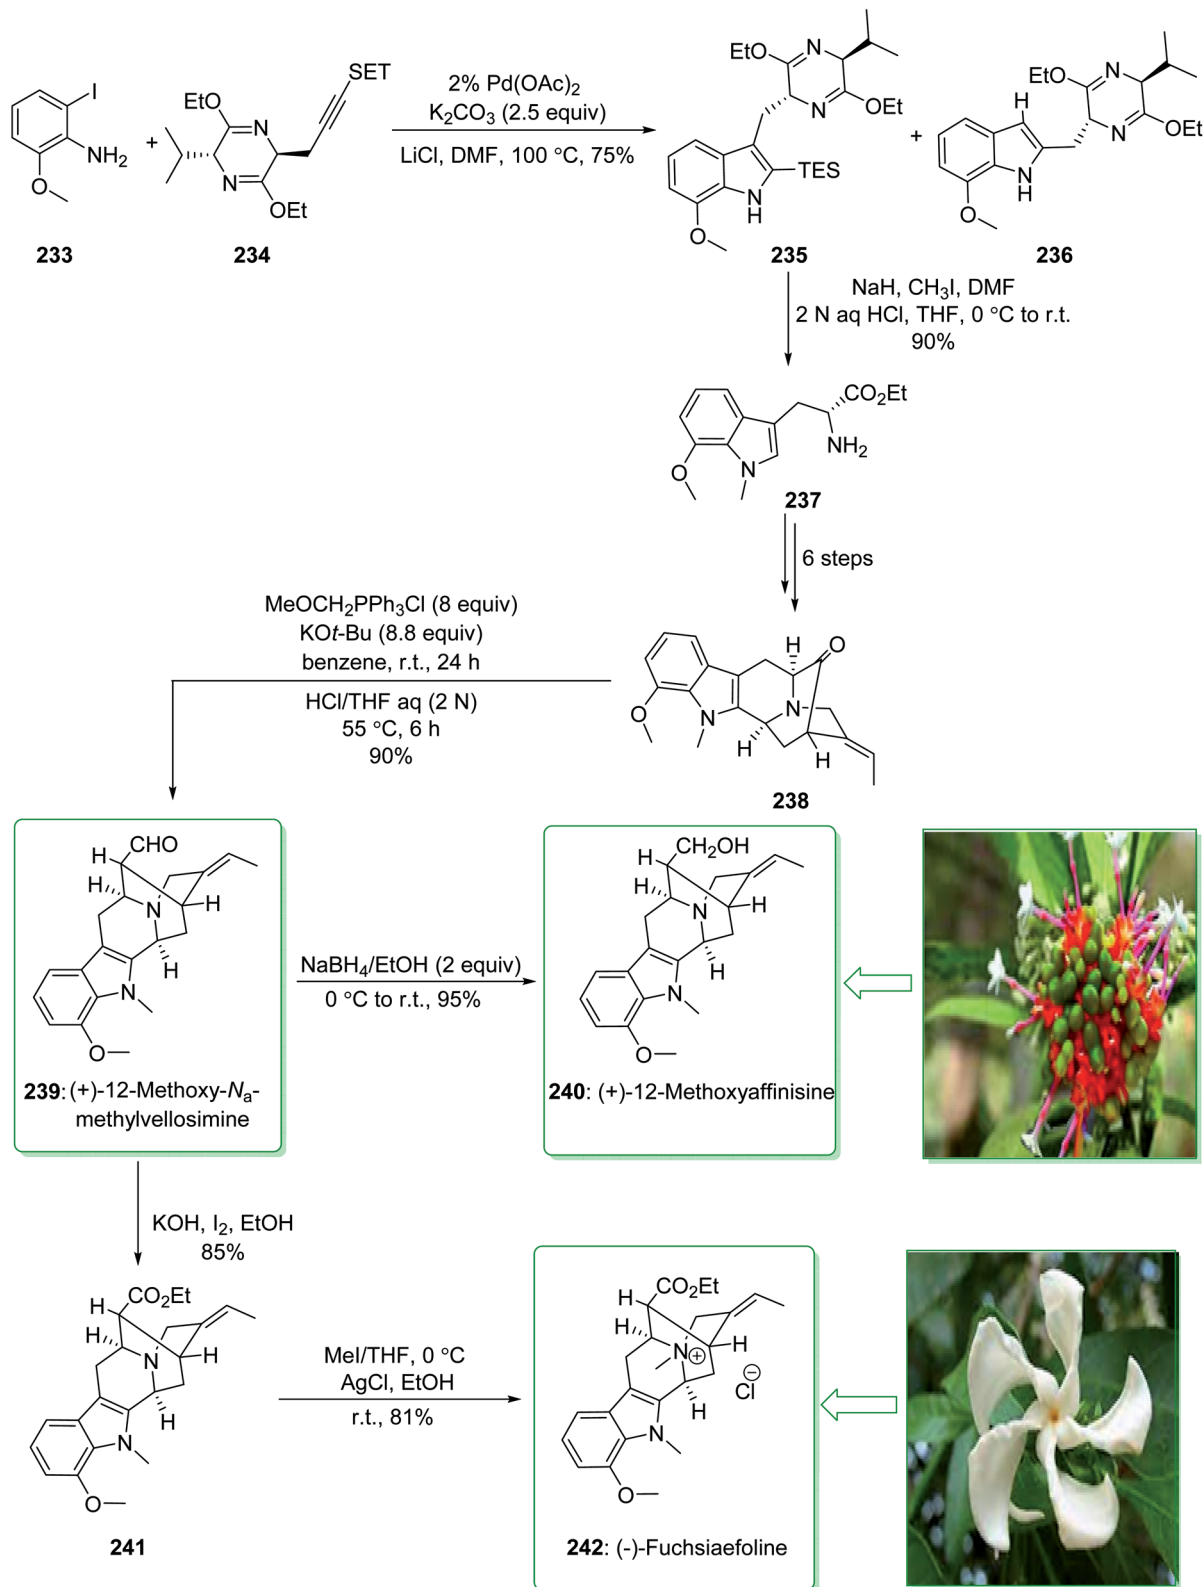 SET
2% Pd(OAc)2
K2CO3 (2.5 equiv)
LiCl, DMF, 100 °C, 75%
I
NH2
O
+
EtO
N
N
OEt
EtO
N
N
OEt
TES
N
H
O
+
EtO
N
N
OEt
H
N
H
O
233
234
235
236
NaH, CH3I, DMF
2 N aq HCl, THF, 0 °C to r.t.
90%
CO2Et
NH2
N
O
237
6 steps
MeOCH2PPh3Cl (8 equiv)
KOt-Bu (8.8 equiv)
benzene, r.t., 24 h
HCl/THF aq (2 N)
55 °C, 6 h
90%
H
O
N
N
O
H
H
238
CHO
H
H
N
H
H
N
O
239: (+)-12-Methoxy-Na-
methylvellosimine
NaBH4/EtOH (2 equiv)
0 °C to r.t., 95%
CH2OH
H
H
N
H
H
N
O
240: (+)-12-Methoxyaffinisine
KOH, I2, EtOH
85%
CO2Et
H
H
N
H
H
N
O
241
MeI/THF, 0 °C
AgCl, EtOH
r.t., 81%
CO2Et
H
H
N
+
H
−
Cl
H
N
O
242: (-)-Fuchsiaefoline